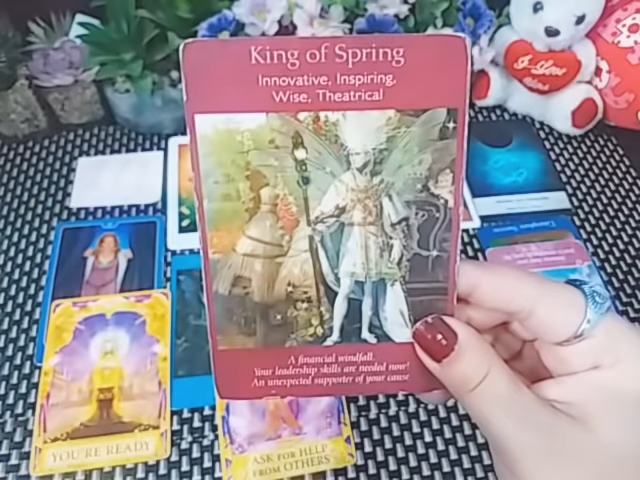 King of Spring
Innovative, Inspiring,
Wise, Theatrical
A financial windfall.
Your leadership skills are needed now!
An unexpected supporter of your cause
YOU'RE READY
ASK FOR HELP
FROM OTHERS
I Love